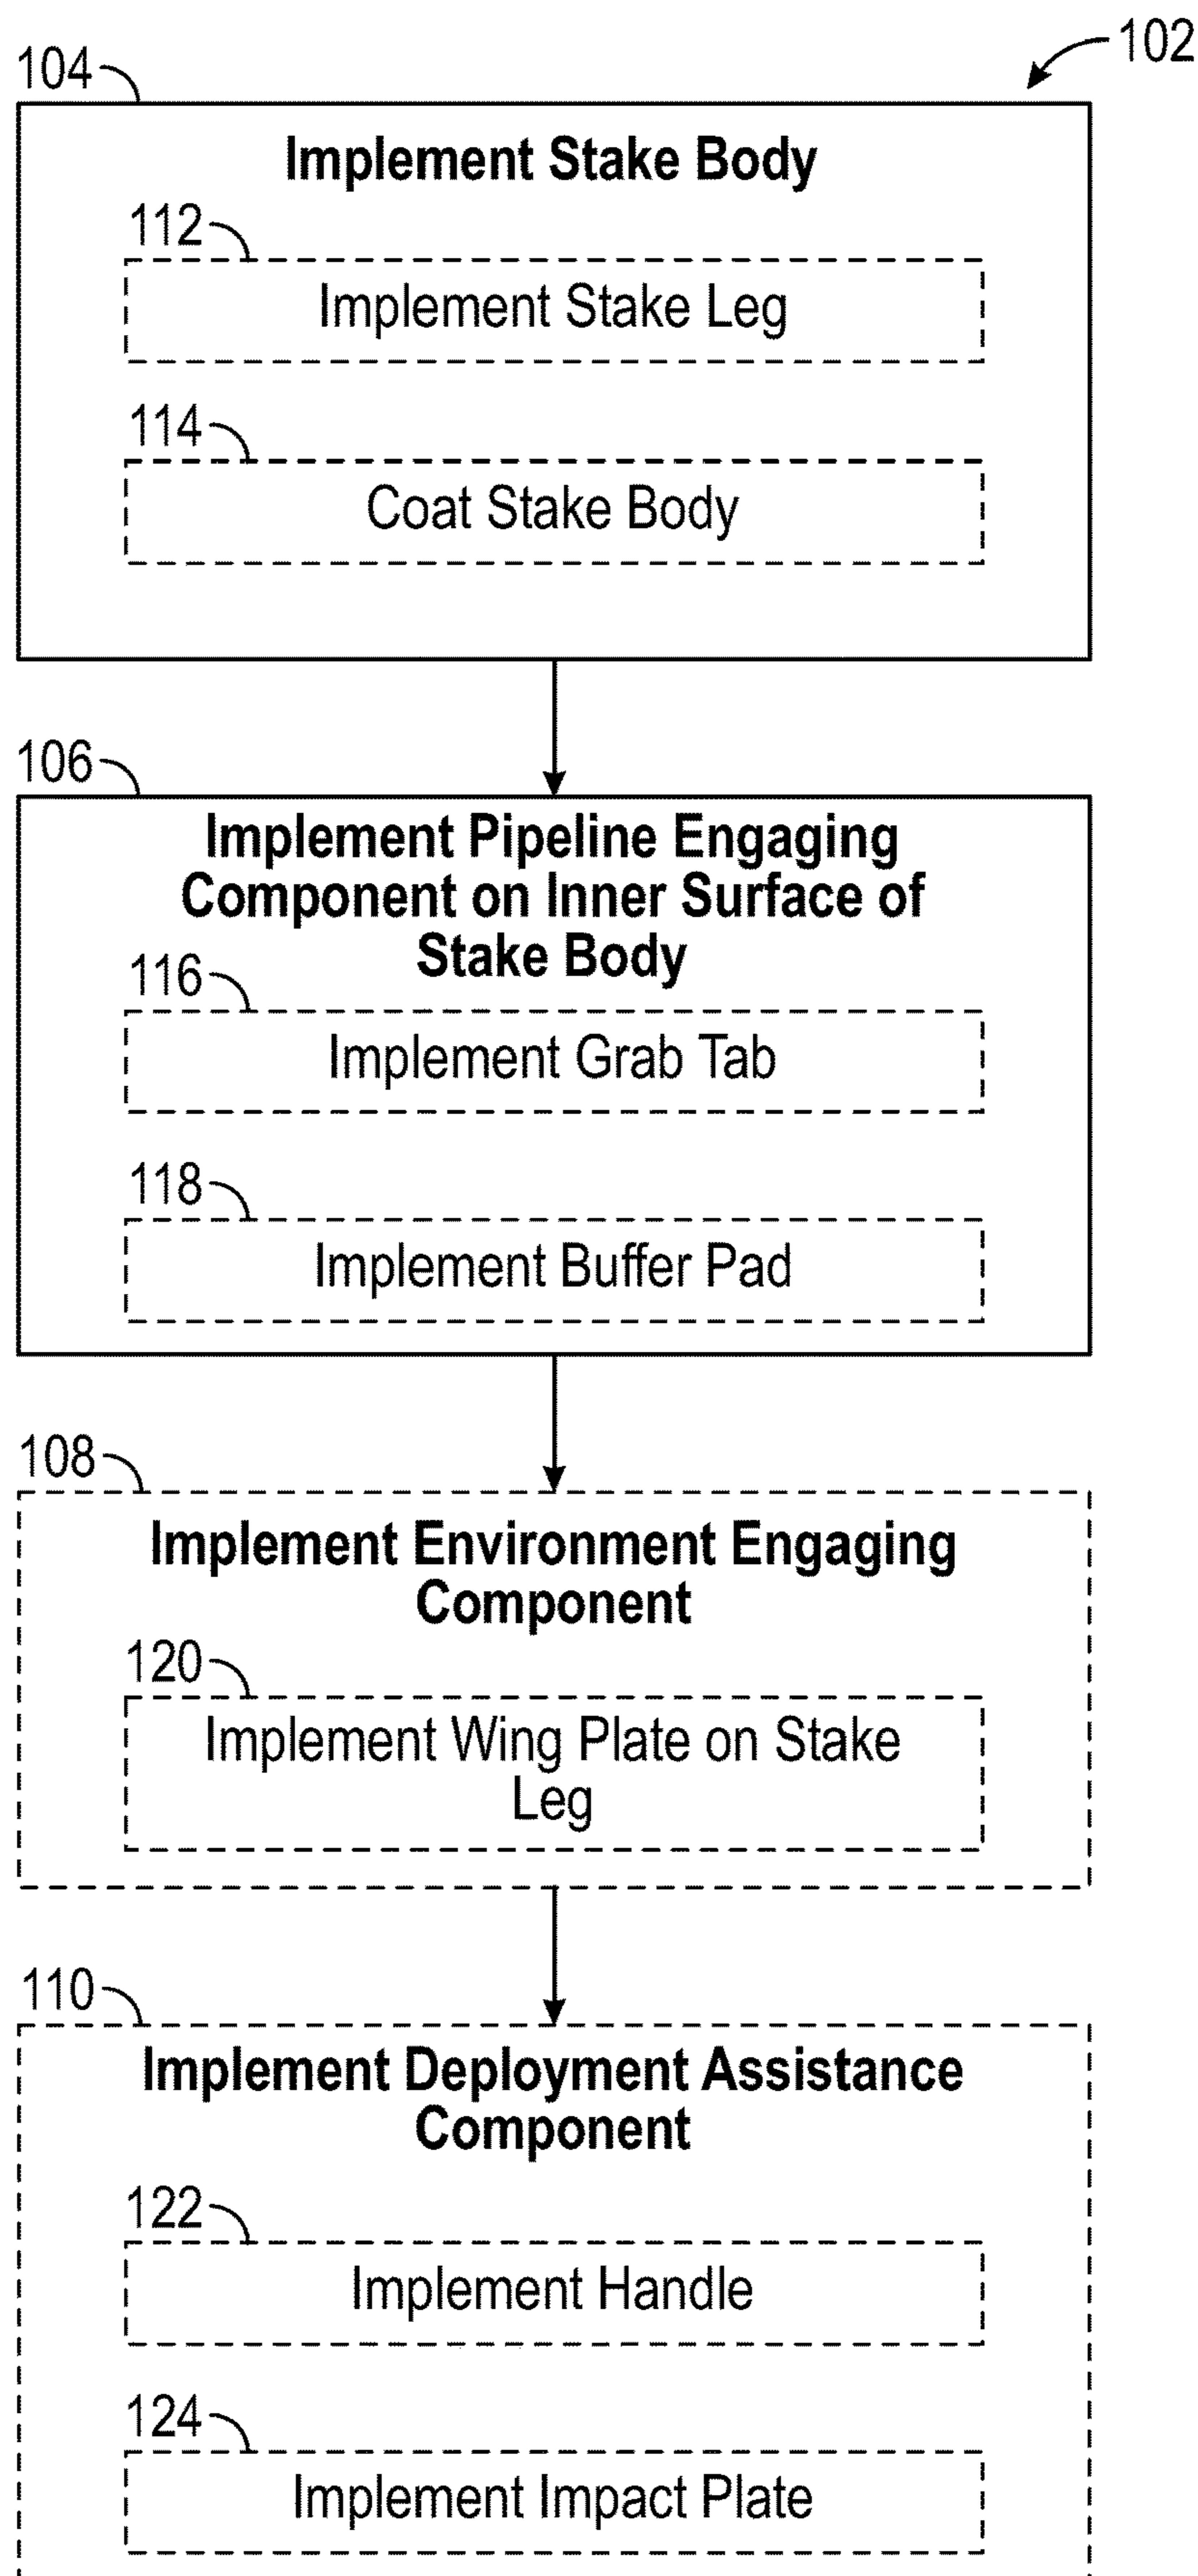 102
104
Implement Stake Body
112
Implement Stake Leg
114
Coat Stake Body
106
Implement Pipeline Engaging
Component on Inner Surface of
Stake Body
116
Implement Grab Tab
118
Implement Buffer Pad
108
Implement Environment Engaging
Component
120
Implement Wing Plate on Stake
Leg
110
Implement Deployment Assistance
Component
122
Implement Handle
124
Implement Impact Plate